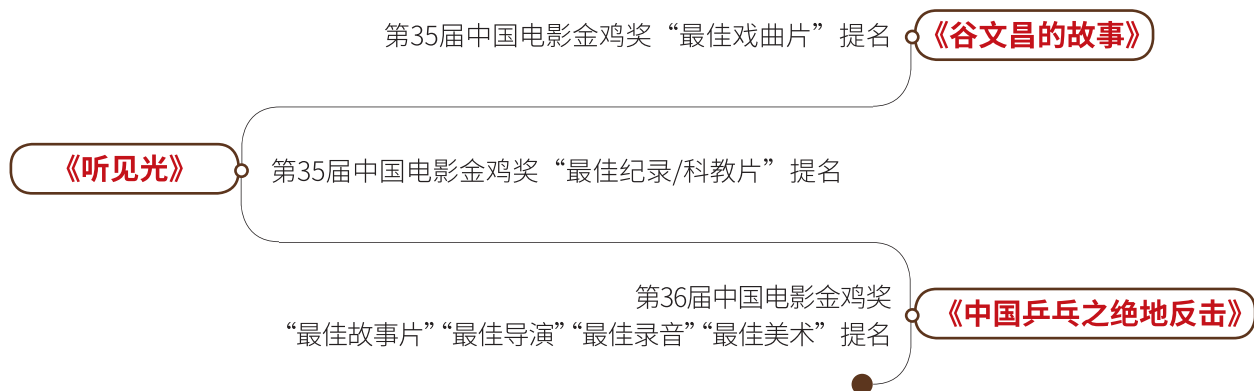 第35届中国电影金鸡奖“最佳戏曲片”提名
《谷文昌的故事》
《听见光》
第35届中国电影金鸡奖“最佳纪录/科教片”提名
第36届中国电影金鸡奖
“最佳故事片”“最佳导演”“最佳录音”“最佳美术”提名
《中国乒乓之绝地反击》